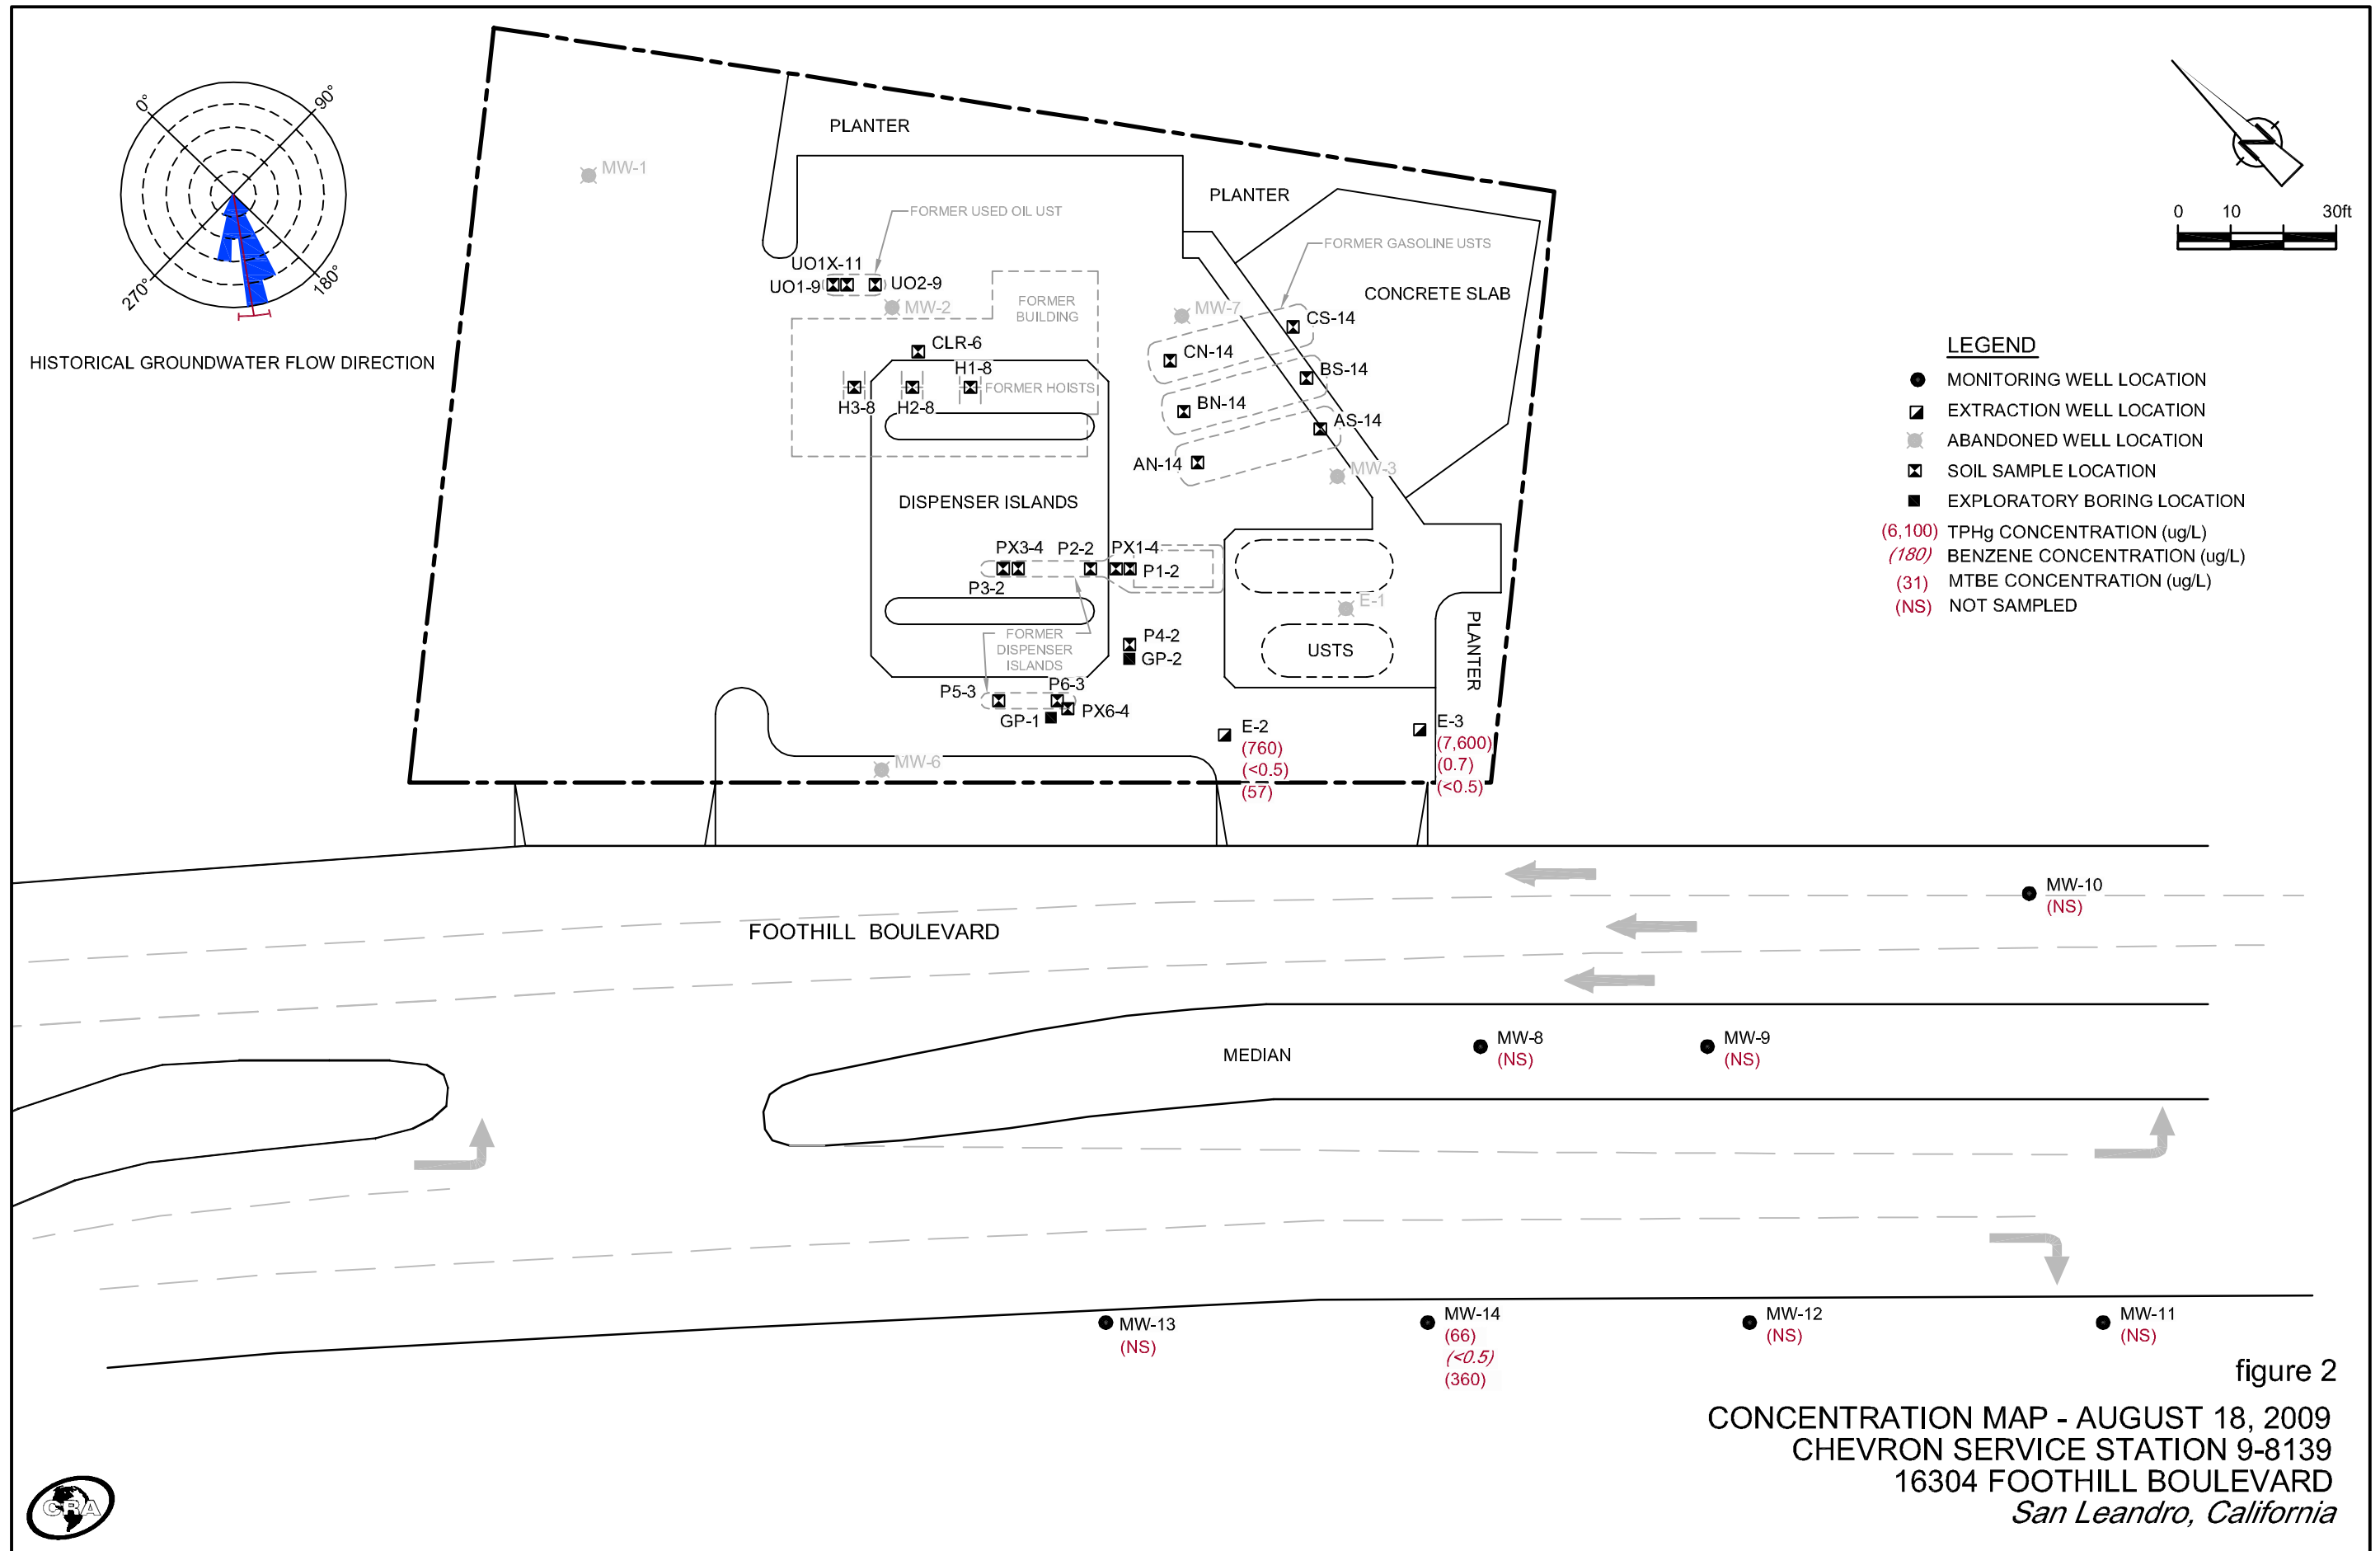 0°
90°
270°
180°
HISTORICAL GROUNDWATER FLOW DIRECTION
PLANTER
MW-1
PLANTER
FORMER USED OIL UST
FORMER GASOLINE USTS
UO1X-11
UO1-9
UO2-9
MW-2
FORMER
BUILDING
MW-7
CONCRETE SLAB
CS-14
CLR-6
CN-14
H1-8
BS-14
FORMER HOISTS
H3-8
H2-8
BN-14
AS-14
AN-14
MW-3
DISPENSER ISLANDS
PX3-4
P2-2
PX1-4
P1-2
P3-2
E-1
FORMER
DISPENSER
ISLANDS
P4-2
GP-2
USTS
PLANTER
P5-3
P6-3
PX6-4
GP-1
E-2
(760)
(<0.5)
(57)
E-3
(7,600)
(0.7)
(<0.5)
MW-6
N
0
10
30ft
LEGEND
MONITORING WELL LOCATION
EXTRACTION WELL LOCATION
ABANDONED WELL LOCATION
SOIL SAMPLE LOCATION
EXPLORATORY BORING LOCATION
(6,100) TPHg CONCENTRATION (ug/L)
(180) BENZENE CONCENTRATION (ug/L)
(31) MTBE CONCENTRATION (ug/L)
(NS) NOT SAMPLED
MW-10
(NS)
FOOTHILL BOULEVARD
MEDIAN
MW-8
(NS)
MW-9
(NS)
MW-13
(NS)
MW-14
(66)
(<0.5)
(360)
MW-12
(NS)
MW-11
(NS)
figure 2
CONCENTRATION MAP - AUGUST 18, 2009
CHEVRON SERVICE STATION 9-8139
16304 FOOTHILL BOULEVARD
San Leandro, California
CRA